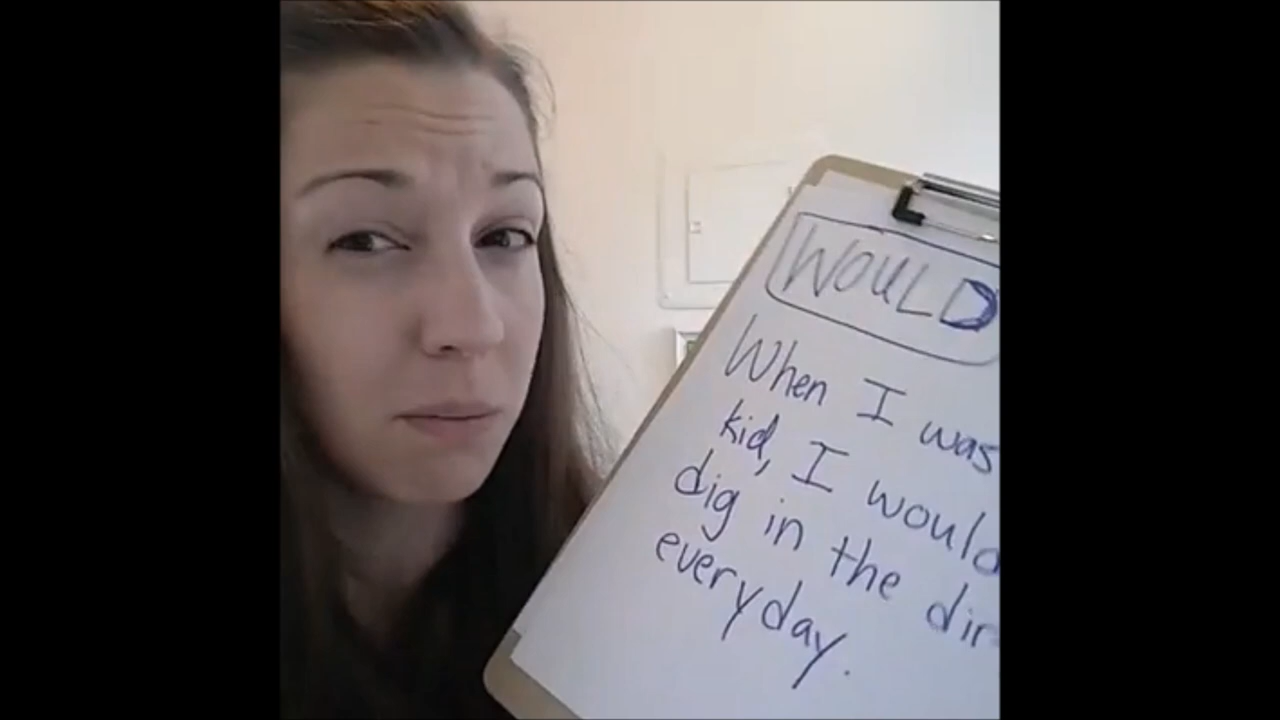 WOULD
When I was
kid, I would
dig in the
everyday.